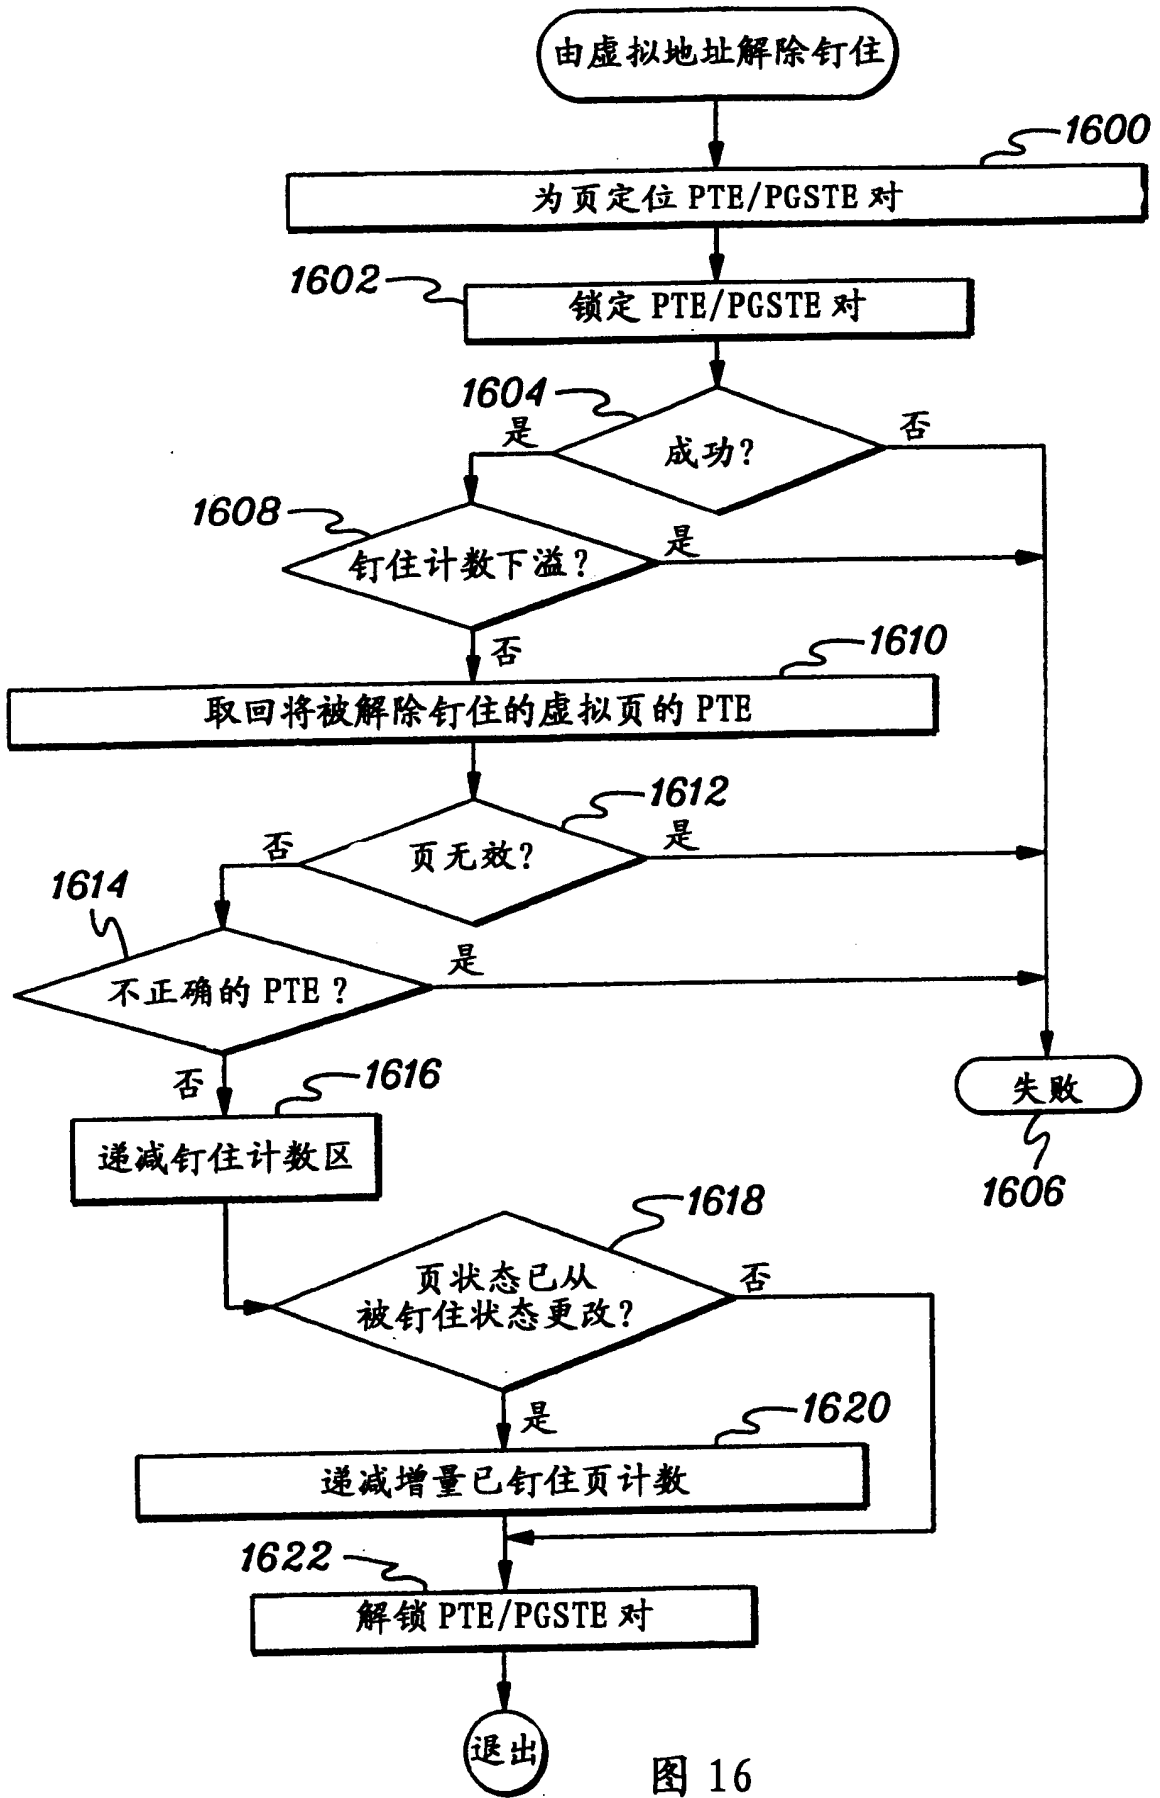 由虚拟地址解除钉住
1600
为页定位 PTE/PGSTE 对
1602
锁定 PTE/PGSTE 对
1604
是
否
成功?
1608
钉住计数下溢?
是
否
1610
取回将被解除钉住的虚拟页的 PTE
1612
否
页无效?
是
1614
不正确的 PTE ?
是
否
1616
失败
1606
递减钉住计数区
1618
页状态已从
被钉住状态更改?
否
是
1620
递减增量已钉住页计数
1622
解锁 PTE/PGSTE 对
退出
图 16